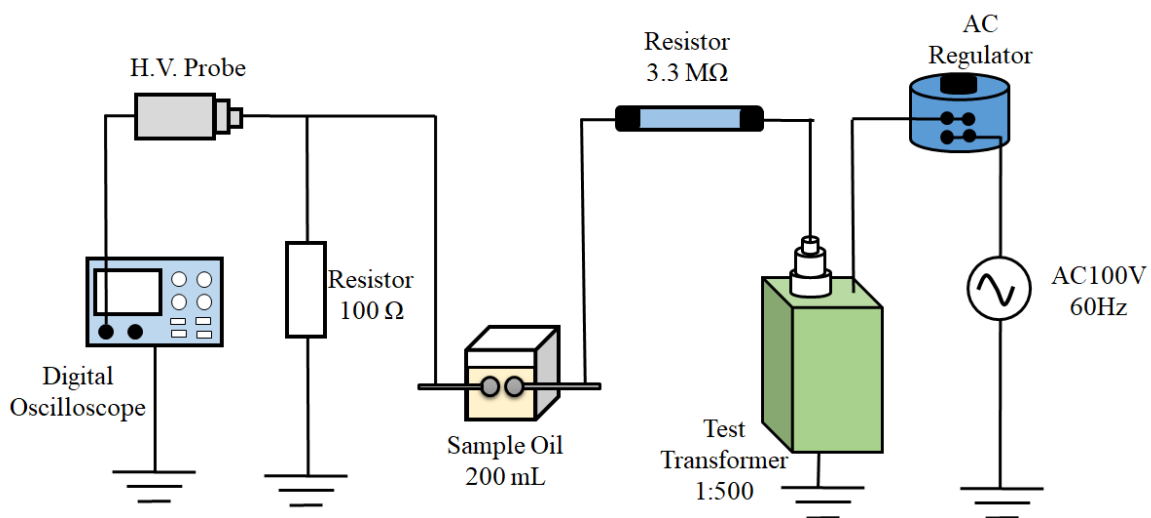 H.V. Probe
Resistor
3.3 MΩ
AC
Regulator
Resistor
100 Ω
AC100V
60Hz
Digital
Oscilloscope
Sample Oil
200 mL
Test
Transformer
1:500